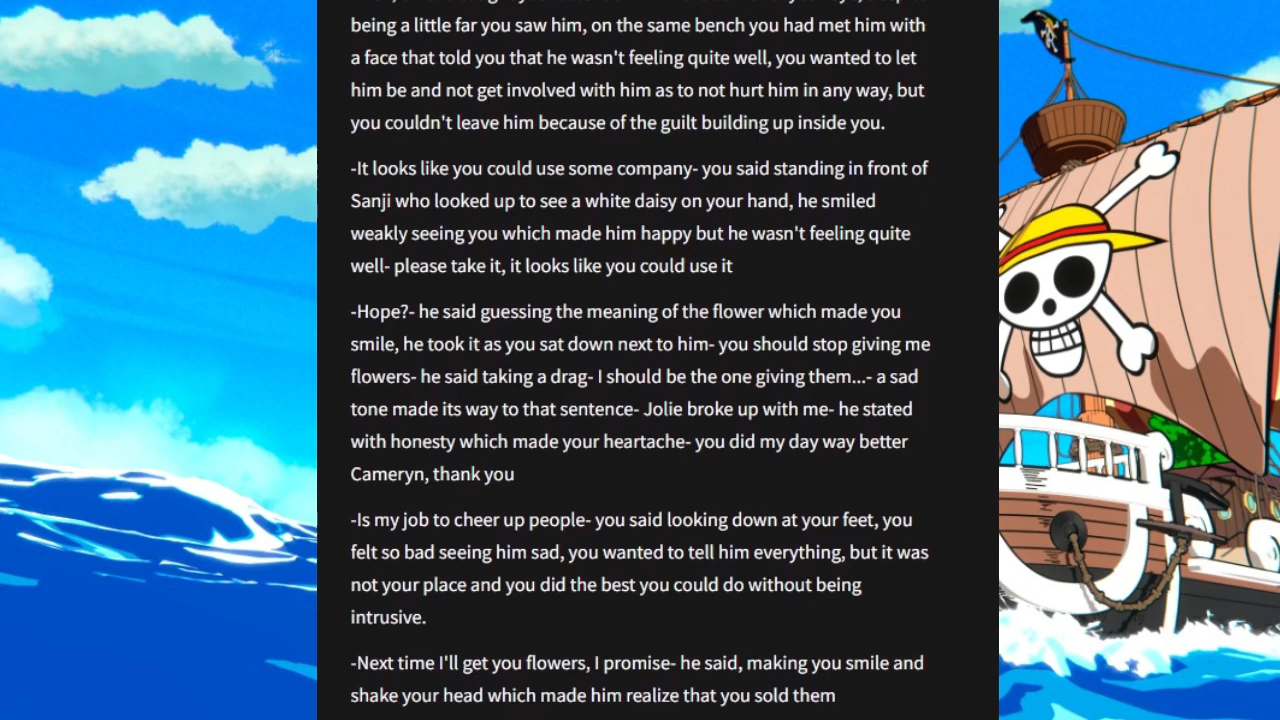 being a little far you saw him, on the same bench you had met him with
a face that told you that he wasn't feeling quite well, you wanted to let
him be and not get involved with him as to not hurt him in any way, but
you couldn't leave him because of the guilt building up inside you.
-It looks like you could use some company- you said standing in front of
Sanji who looked up to see a white daisy on your hand, he smiled
weakly seeing you which made him happy but he wasn't feeling quite
well- please take it, it looks like you could use it
-Hope?- he said guessing the meaning of the flower which made you
smile, he took it as you sat down next to him- you should stop giving me
flowers- he said taking a drag- I should be the one giving them...- a sad
tone made its way to that sentence- Jolie broke up with me- he stated
with honesty which made your heartache- you did my day way better
Cameryn, thank you
-Is my job to cheer up people- you said looking down at your feet, you
felt so bad seeing him sad, you wanted to tell him everything, but it was
not your place and you did the best you could do without being
intrusive.
-Next time I'll get you flowers, I promise- he said, making you smile and
shake your head which made him realize that you sold them